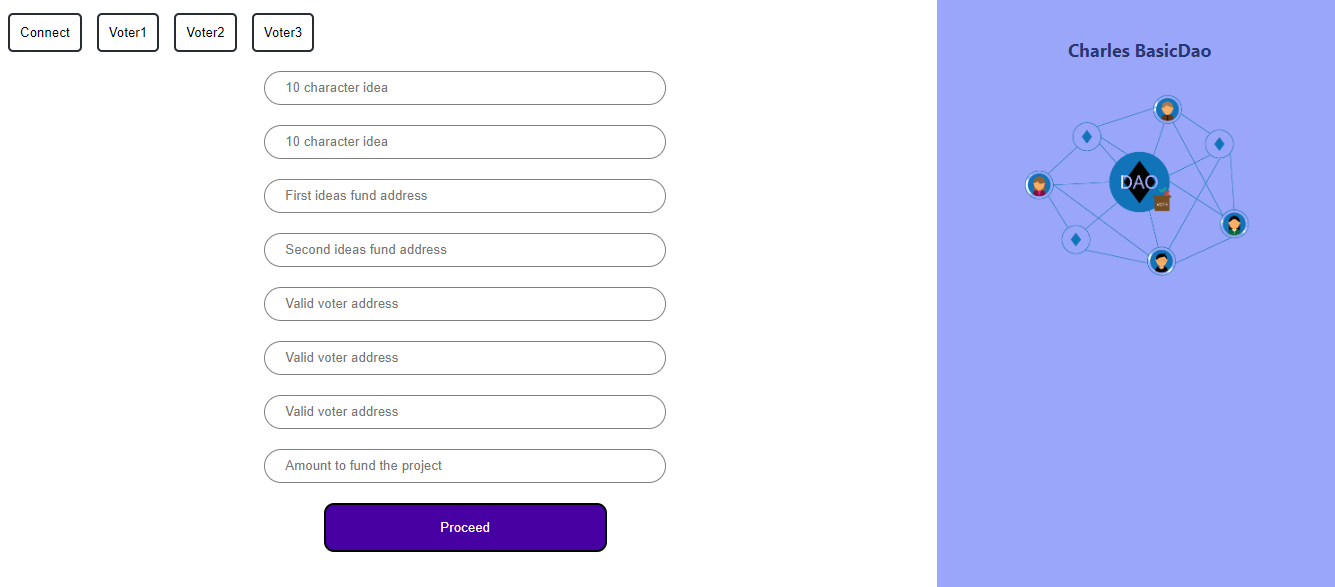 Connect
Voter1
Voter2
Voter3
10 character idea
10 character idea
First ideas fund address
Second ideas fund address
Valid voter address
Valid voter address
Valid voter address
Amount to fund the project
Proceed
Charles BasicDao
DAO